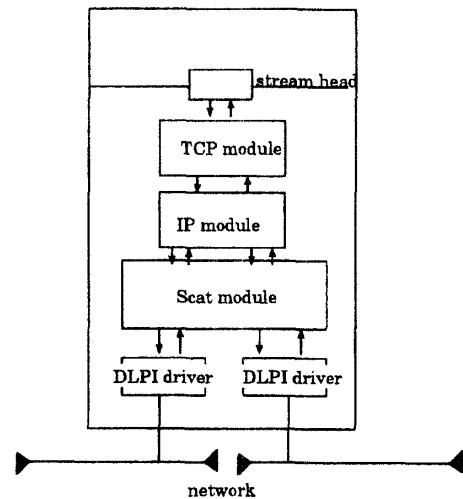 stream head
TCP module
IP module
Scat module
DLPI driver
DLPI driver
network